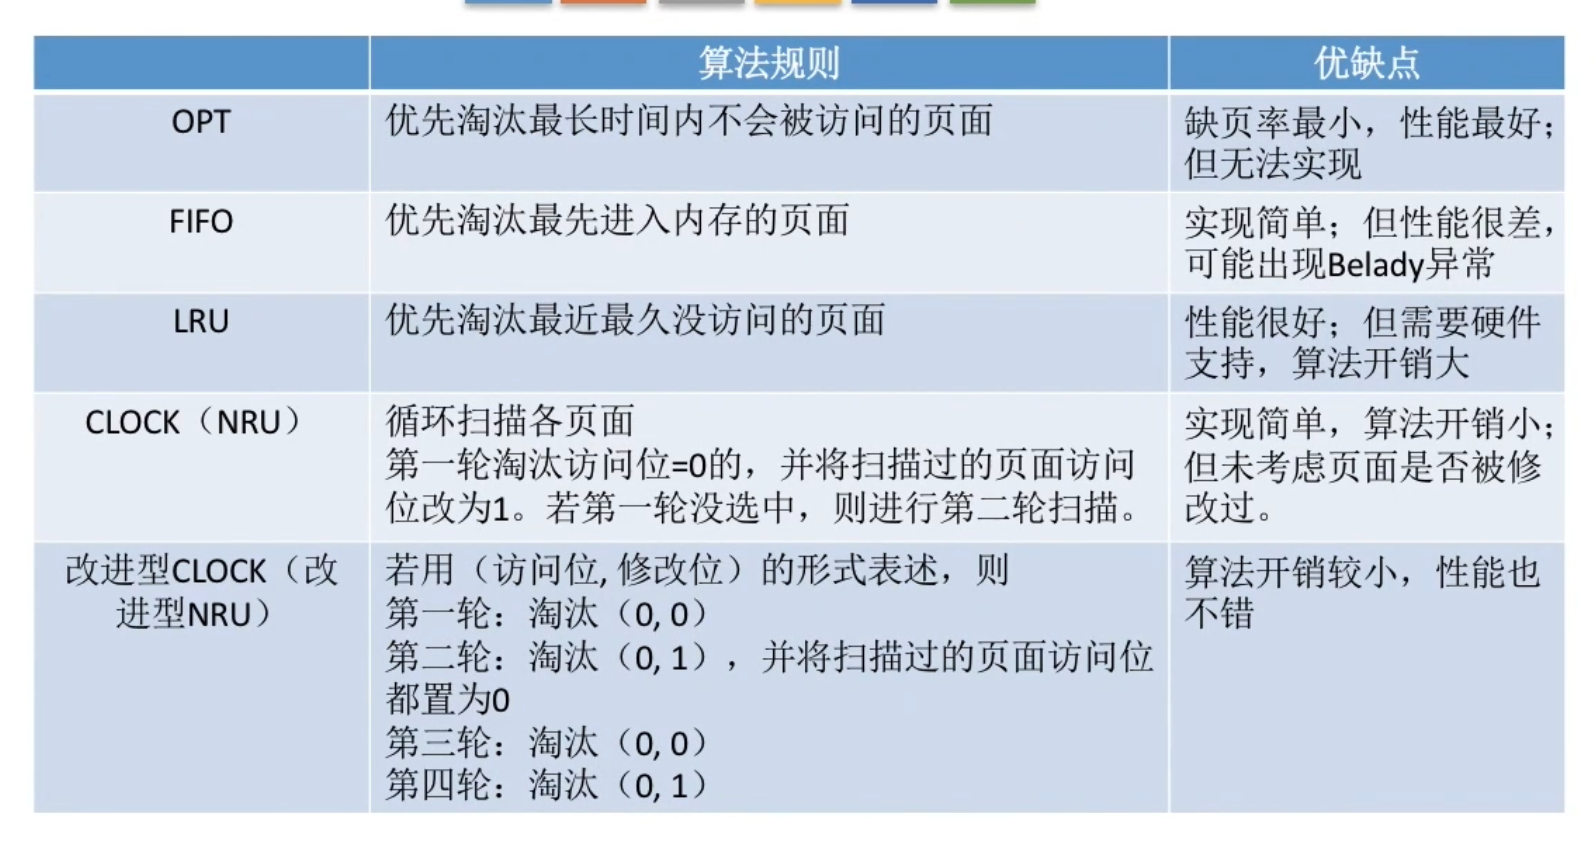 算法规则
优缺点
OPT
优先淘汰最长时间内不会被访问的页面
缺页率最小，性能最好；
但无法实现
FIFO
优先淘汰最先进入内存的页面
实现简单；但性能很差，
可能出现Belady异常
LRU
优先淘汰最近最久没访问的页面
性能很好；但需要硬件
支持，算法开销大
CLOCK（NRU）
循环扫描各页面
第一轮淘汰访问位=0的，并将扫描过的页面访问
位改为1。若第一轮没选中，则进行第二轮扫描。
实现简单，算法开销小；
但未考虑页面是否被修
改过。
改进型CLOCK（改
进型NRU）
若用（访问位, 修改位）的形式表述，则
第一轮：淘汰（0, 0）
第二轮：淘汰（0, 1），并将扫描过的页面访问位
都置为0
第三轮：淘汰（0, 0）
第四轮：淘汰（0, 1）
算法开销较小，性能也
不错